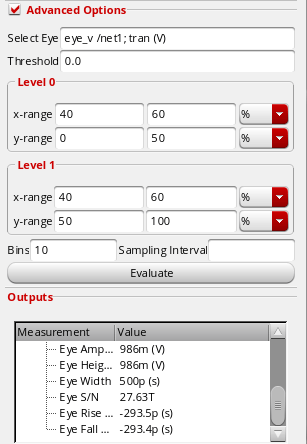 Advanced Options
Select Eye eye_v /net1; tran (V)
Threshold 0.0
Level 0
x-range 40 60 %
y-range 0 50 %
Level 1
x-range 40 60 %
y-range 50 100 %
Bins 10 Sampling Interval
Evaluate
Outputs
Measurement Value
Eye Amp... 986m (V)
Eye Heig... 986m (V)
Eye Width 500p (s)
Eye S/N 27.63T
Eye Rise ... -293.5p (s)
Eye Fall ... -293.4p (s)